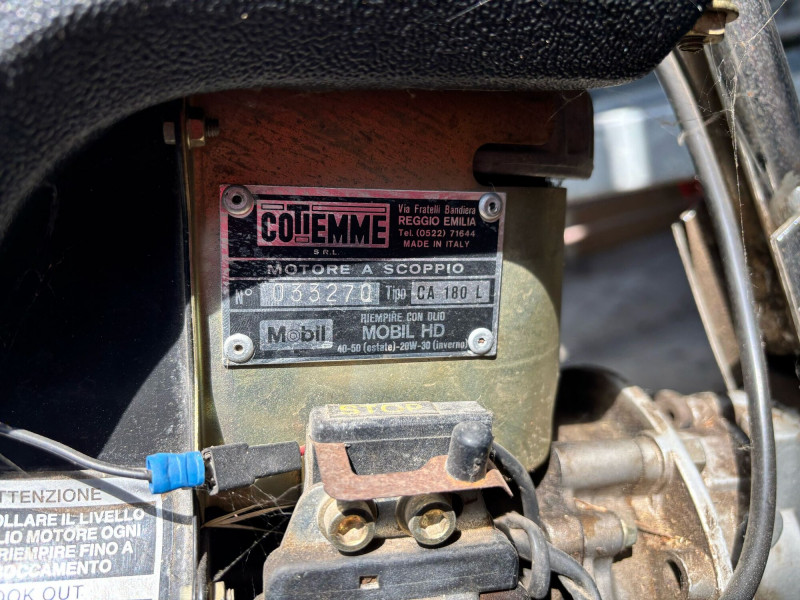 COTIEMME
S.R.L.
Via Fratelli Bandiera
REGGIO EMILIA
Tel. (0522) 71644
MADE IN ITALY
MOTORE A SCOPPIO
N° 033270 Tipo CA 180 L
Mobil
RIEMPIRE CON OLIO
MOBIL HD
40-50 (estate)-20W-30 (inverno)
STOP
TTENZIONE
OLLARE IL LIVELLO
LIO MOTORE OGNI
RIEMPIRE FINO A
BOCCAMENTO
OOK OUT